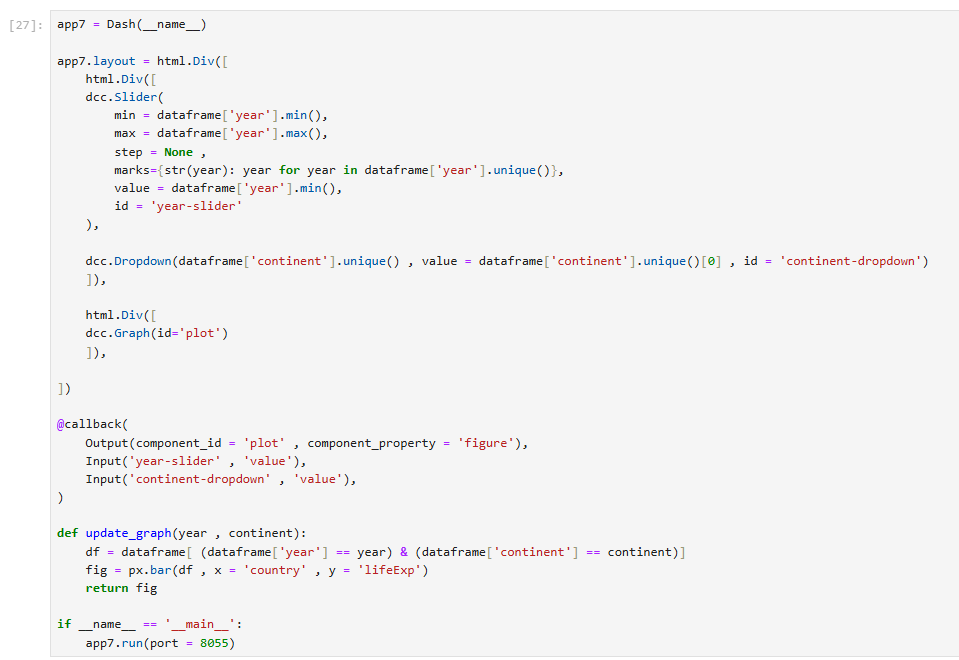 [27]:
app7 = Dash(__name__)
app7.layout = html.Div([
    html.Div([
    dcc.Slider(
        min = dataframe['year'].min(),
        max = dataframe['year'].max(),
        step = None ,
        marks={str(year): year for year in dataframe['year'].unique()},
        value = dataframe['year'].min(),
        id = 'year-slider'
    ),
    dcc.Dropdown(dataframe['continent'].unique() , value = dataframe['continent'].unique()[0] , id = 'continent-dropdown')
    ]),
    html.Div([
    dcc.Graph(id='plot')
    ]),
])
@callback(
    Output(component_id = 'plot' , component_property = 'figure'),
    Input('year-slider' , 'value'),
    Input('continent-dropdown' , 'value'),
)
def update_graph(year , continent):
    df = dataframe[ (dataframe['year'] == year) & (dataframe['continent'] == continent)]
    fig = px.bar(df , x = 'country' , y = 'lifeExp')
    return fig
if __name__ == '__main__':
    app7.run(port = 8055)